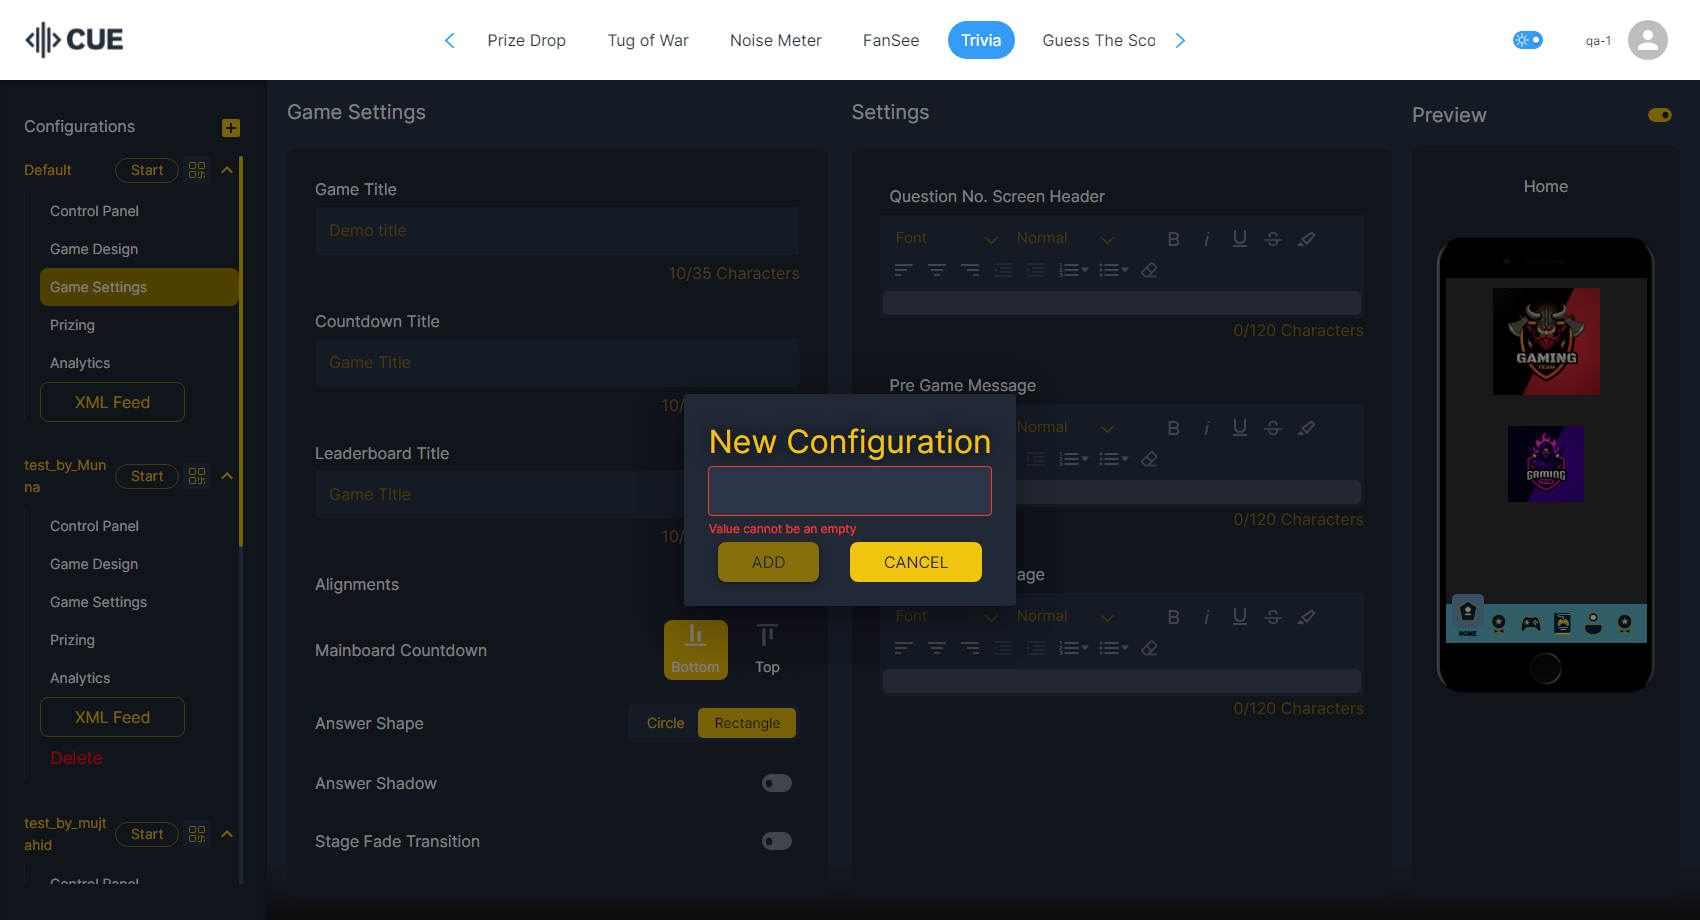 CUE
Prize Drop
Tug of War
Noise Meter
FanSee
Trivia
Guess The Sco
qa-1
Configurations
Default
Start
Control Panel
Game Design
Game Settings
Prizing
Analytics
XML Feed
test_by_Mun
na
Start
Control Panel
Game Design
Game Settings
Prizing
Analytics
XML Feed
Delete
test_by_mujt
ahid
Start
Control Panel
Game Settings
Game Title
Demo title
10/35 Characters
Countdown Title
Game Title
10/
Leaderboard Title
Game Title
10/
Alignments
Mainboard Countdown
Bottom
Top
Answer Shape
Circle
Rectangle
Answer Shadow
Stage Fade Transition
New Configuration
Value cannot be an empty
ADD
CANCEL
Settings
Question No. Screen Header
Font
Normal
0/120 Characters
Pre Game Message
Normal
0/120 Characters
age
Font
Normal
0/120 Characters
Preview
Home
GAMING
TEAM
GAMING
HOME